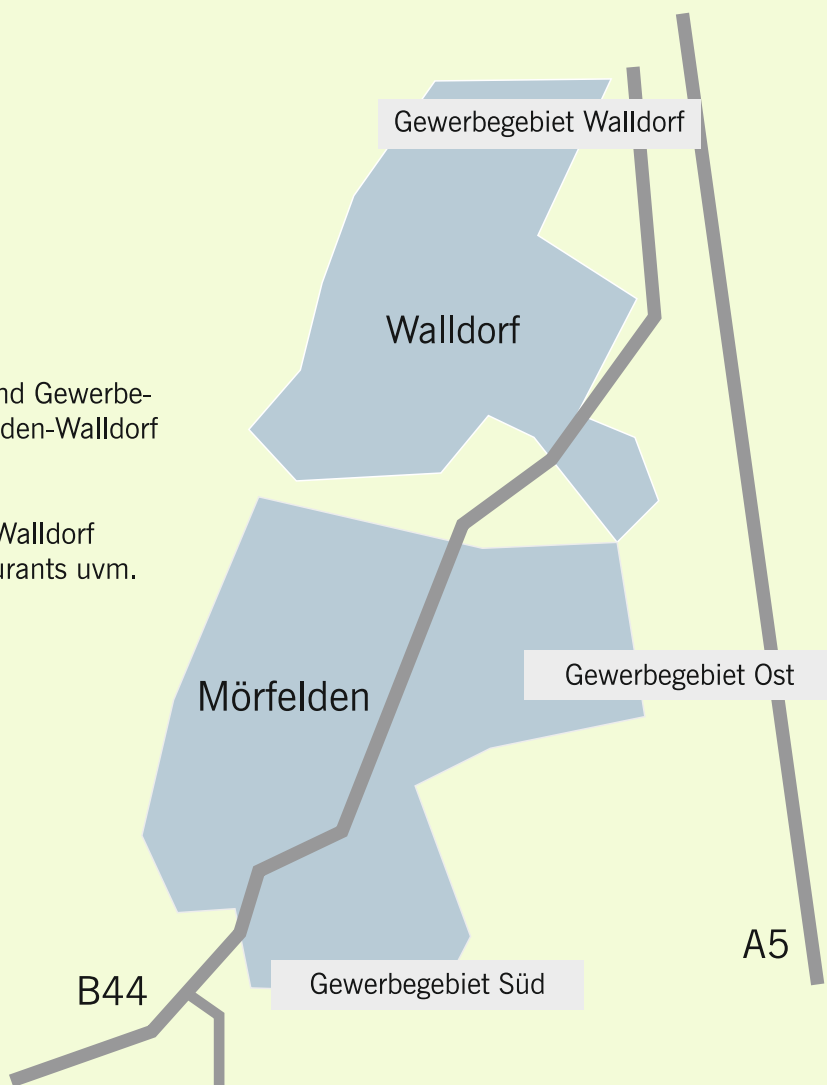 Gewerbegebiet Walldorf
Walldorf
nd Gewerbe-
den-Walldorf
Walldorf
urants uvm.
Gewerbegebiet Ost
Mörfelden
A5
Gewerbegebiet Süd
B44